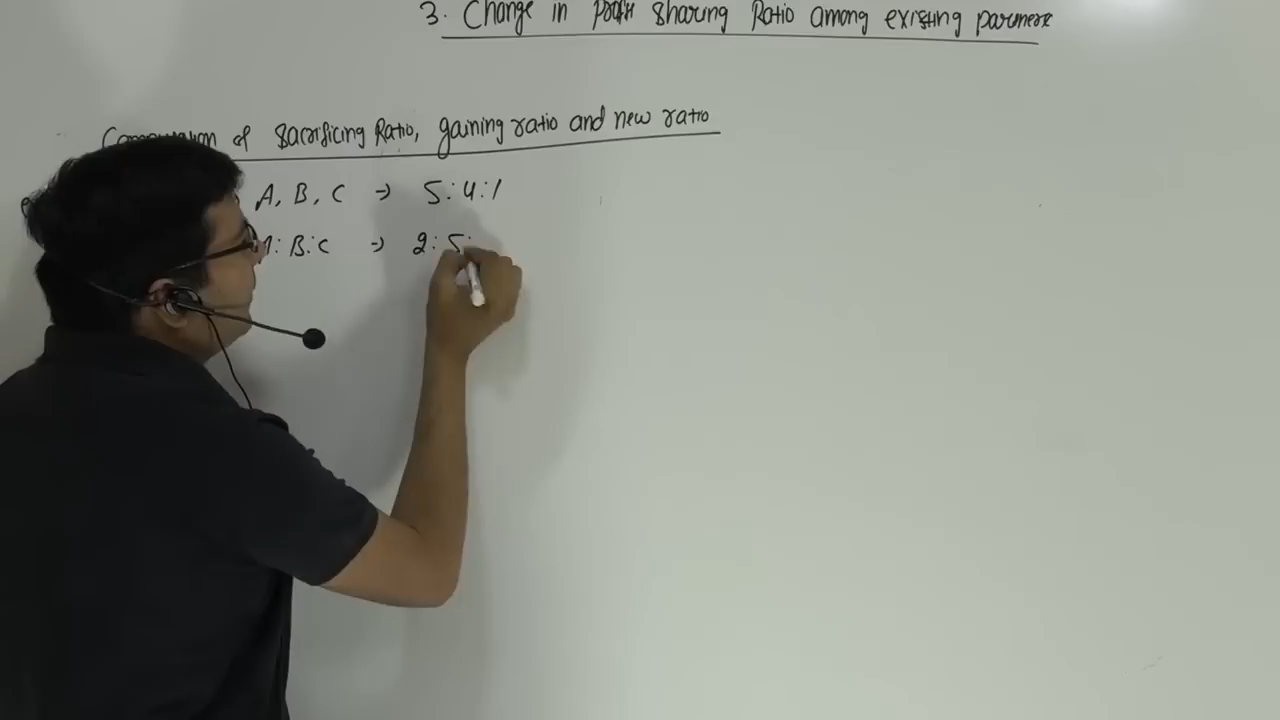 3. Change in Profit Sharing Ratio among existing partners
of Sacrificing Ratio, gaining ratio and new ratio
A, B, C → 5:4:1
: B:C → 2:5: